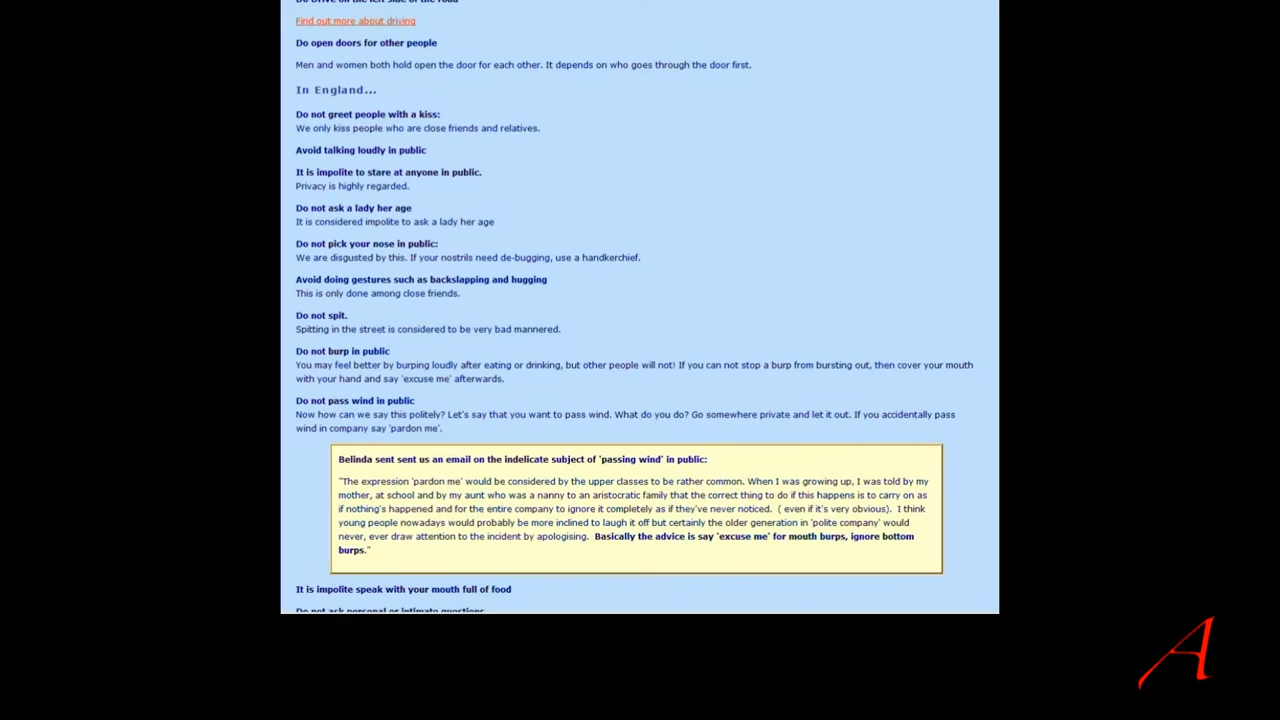 Do Drive on the left side of the road
Find out more about driving
Do open doors for other people
Men and women both hold open the door for each other. It depends on who goes through the door first.
In England...
Do not greet people with a kiss:
We only kiss people who are close friends and relatives.
Avoid talking loudly in public
It is impolite to stare at anyone in public.
Privacy is highly regarded.
Do not ask a lady her age
It is considered impolite to ask a lady her age
Do not pick your nose in public:
We are disgusted by this. If your nostrils need de-bugging, use a handkerchief.
Avoid doing gestures such as backslapping and hugging
This is only done among close friends.
Do not spit.
Spitting in the street is considered to be very bad mannered.
Do not burp in public
You may feel better by burping loudly after eating or drinking, but other people will not! If you can not stop a burp from bursting out, then cover your mouth
with your hand and say 'excuse me' afterwards.
Do not pass wind in public
Now how can we say this politely? Let's say that you want to pass wind. What do you do? Go somewhere private and let it out. If you accidentally pass
wind in company say 'pardon me'.
Belinda sent sent us an email on the indelicate subject of 'passing wind' in public:
"The expression 'pardon me' would be considered by the upper classes to be rather common. When I was growing up, I was told by my
mother, at school and by my aunt who was a nanny to an aristocratic family that the correct thing to do if this happens is to carry on as
if nothing's happened and for the entire company to ignore it completely as if they've never noticed. ( even if it's very obvious). I think
young people nowadays would probably be more inclined to laugh it off but certainly the older generation in 'polite company' would
never, ever draw attention to the incident by apologising. Basically the advice is say 'excuse me' for mouth burps, ignore bottom
burps."
It is impolite speak with your mouth full of food
Do not ask personal or intimate questions
A